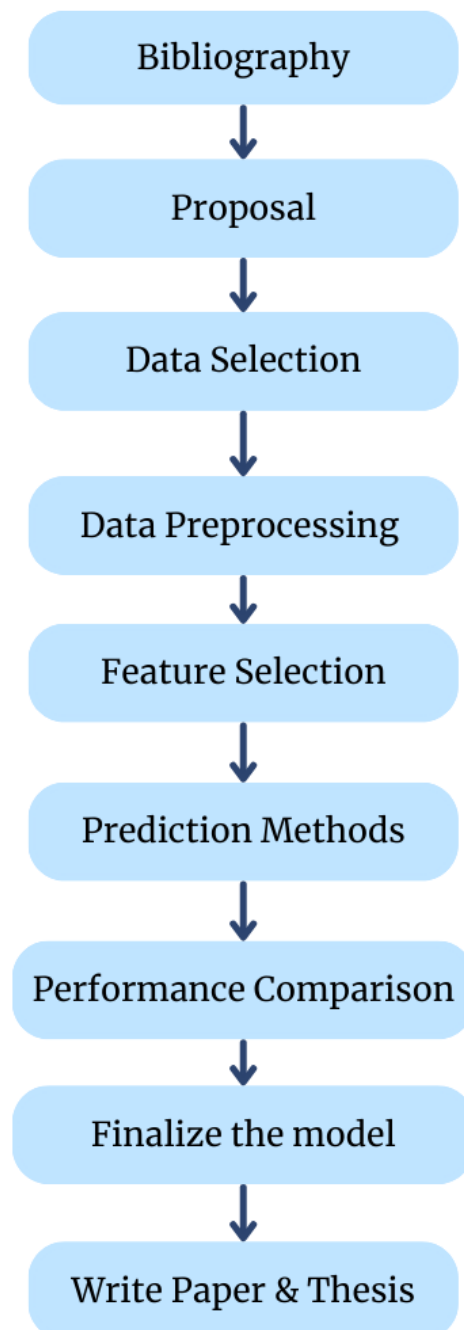 Bibliography
Proposal
Data Selection
Data Preprocessing
Feature Selection
Prediction Methods
Performance Comparison
Finalize the model
Write Paper & Thesis